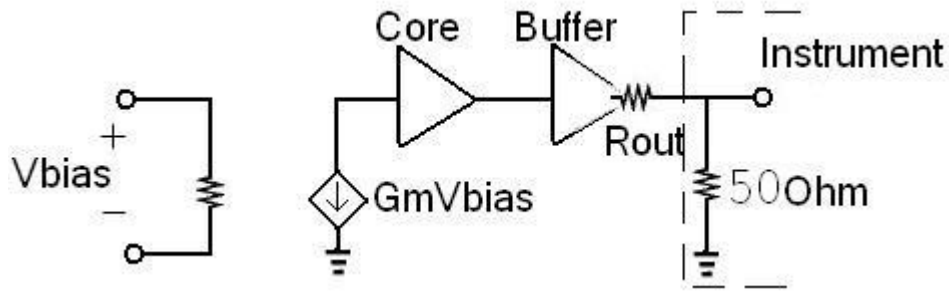 Core
Buffer
Instrument
+
Vbias
−
GmVbias
Rout
50Ohm